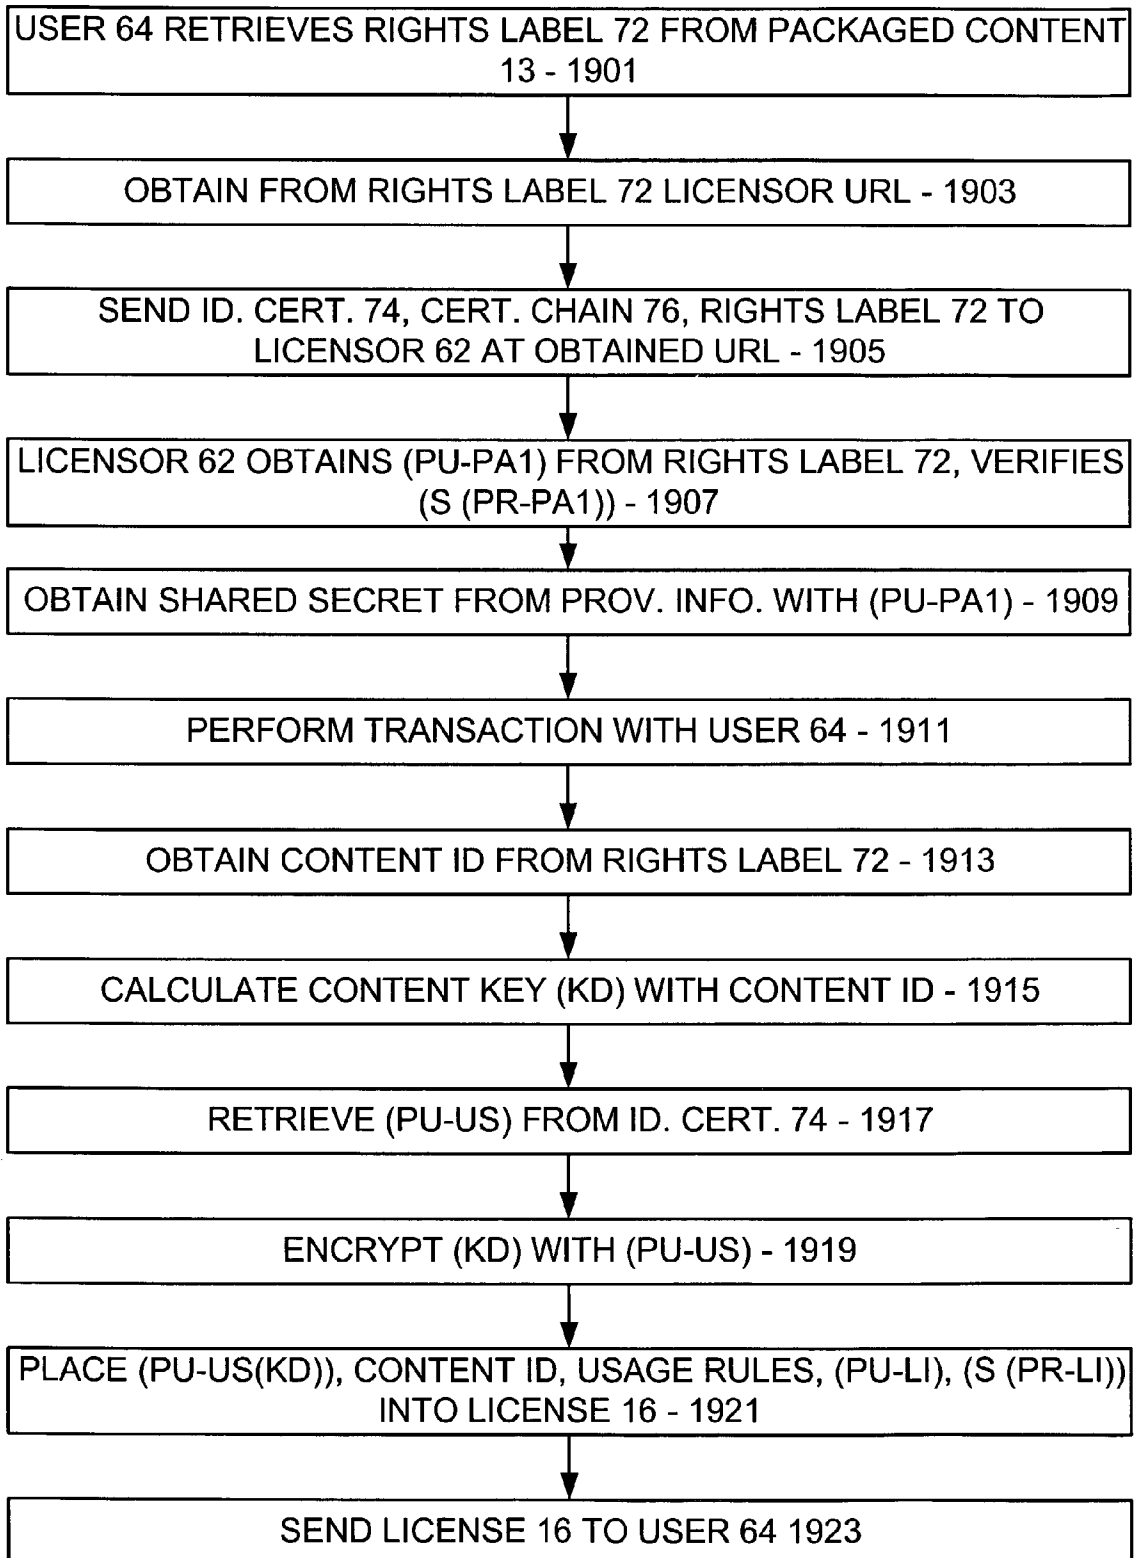 USER 64 RETRIEVES RIGHTS LABEL 72 FROM PACKAGED CONTENT
13 - 1901
OBTAIN FROM RIGHTS LABEL 72 LICENSOR URL - 1903
SEND ID. CERT. 74, CERT. CHAIN 76, RIGHTS LABEL 72 TO
LICENSOR 62 AT OBTAINED URL - 1905
LICENSOR 62 OBTAINS (PU-PA1) FROM RIGHTS LABEL 72, VERIFIES
(S (PR-PA1)) - 1907
OBTAIN SHARED SECRET FROM PROV. INFO. WITH (PU-PA1) - 1909
PERFORM TRANSACTION WITH USER 64 - 1911
OBTAIN CONTENT ID FROM RIGHTS LABEL 72 - 1913
CALCULATE CONTENT KEY (KD) WITH CONTENT ID - 1915
RETRIEVE (PU-US) FROM ID. CERT. 74 - 1917
ENCRYPT (KD) WITH (PU-US) - 1919
PLACE (PU-US(KD)), CONTENT ID, USAGE RULES, (PU-LI), (S (PR-LI))
INTO LICENSE 16 - 1921
SEND LICENSE 16 TO USER 64 1923